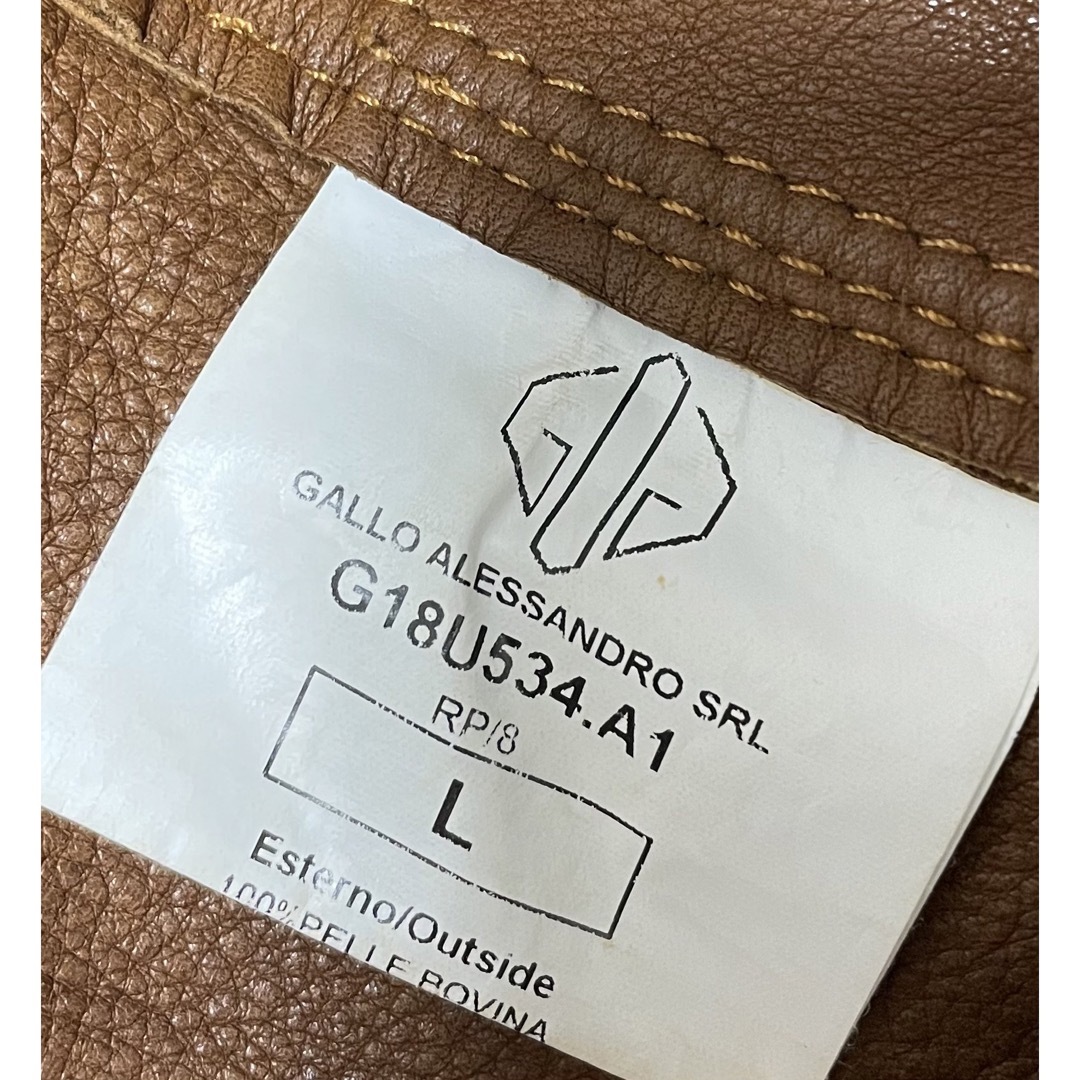 GALLO ALESSANDRO SRL
G18U534.A1
RP/8
L
Esterno/Outside
100%PELLE BOVINA